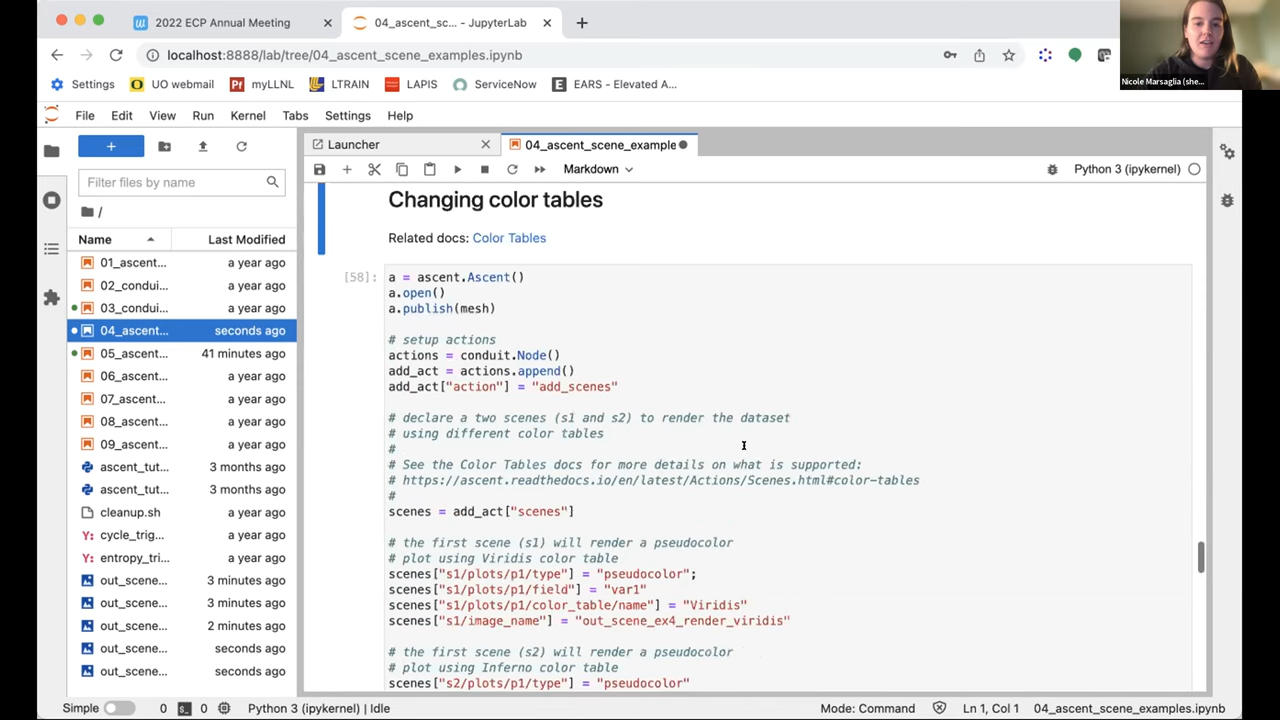 2022 ECP Annual Meeting
04_ascent_sc... - JupyterLab
localhost:8888/lab/tree/04_ascent_scene_examples.ipynb
Nicole Marsaglia (she...
Settings UO webmail myLLNL LTRAIN LAPIS ServiceNow EARS - Elevated A...
File Edit View Run Kernel Tabs Settings Help
Launcher
04_ascent_scene_example
Filter files by name
Markdown
Python 3 (ipykernel)
/
Name Last Modified
01_ascent... a year ago
02_condui... a year ago
03_condui... a year ago
04_ascent... seconds ago
05_ascent... 41 minutes ago
06_ascent... a year ago
07_ascent... a year ago
08_ascent... a year ago
09_ascent... a year ago
ascent_tut... 3 months ago
ascent_tut... 3 months ago
cleanup.sh a year ago
cycle_trig... a year ago
entropy_tri... a year ago
out_scene... 3 minutes ago
out_scene... 3 minutes ago
out_scene... 2 minutes ago
out_scene... seconds ago
out_scene... seconds ago
Changing color tables
Related docs: Color Tables
[58]:
a = ascent.Ascent()
a.open()
a.publish(mesh)
# setup actions
actions = conduit.Node()
add_act = actions.append()
add_act["action"] = "add_scenes"
# declare a two scenes (s1 and s2) to render the dataset
# using different color tables
#
# See the Color Tables docs for more details on what is supported:
# https://ascent.readthedocs.io/en/latest/Actions/Scenes.html#color-tables
#
scenes = add_act["scenes"]
# the first scene (s1) will render a pseudocolor
# plot using Viridis color table
scenes["s1/plots/p1/type"] = "pseudocolor";
scenes["s1/plots/p1/field"] = "var1"
scenes["s1/plots/p1/color_table/name"] = "Viridis"
scenes["s1/image_name"] = "out_scene_ex4_render_viridis"
# the first scene (s2) will render a pseudocolor
# plot using Inferno color table
scenes["s2/plots/p1/type"] = "pseudocolor"
Simple 0 0 Python 3 (ipykernel) | Idle
Mode: Command Ln 1, Col 1 04_ascent_scene_examples.ipynb